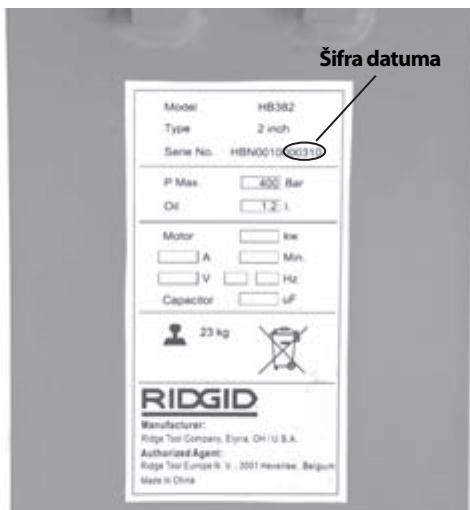 Šifra datuma
Model HB382
Type 2 inch
Serie No. HBN0010000310
P Max. 400 Bar
Oil 1.2 l.
Motor kw
A Min.
V Hz
Capacitor uF
23 kg
RIDGID
Manufacturer:
Ridge Tool Company, Elyria, OH / U.S.A.
Authorized Agent:
Ridge Tool Europe N. V., 3001 Heverlee, Belgium
Made in China